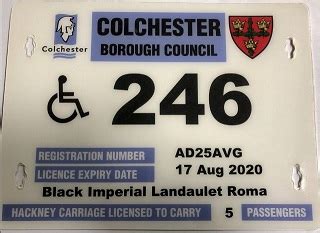 COLCHESTER
BOROUGH COUNCIL
Colchester
246
REGISTRATION NUMBER AD25AVG
LICENCE EXPIRY DATE 17 Aug 2020
Black Imperial Landaulet Roma
HACKNEY CARRIAGE LICENSED TO CARRY 5 PASSENGERS